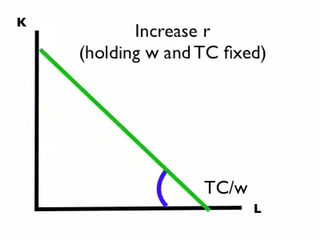 K
Increase r
(holding w and TC fixed)
TC/w
L